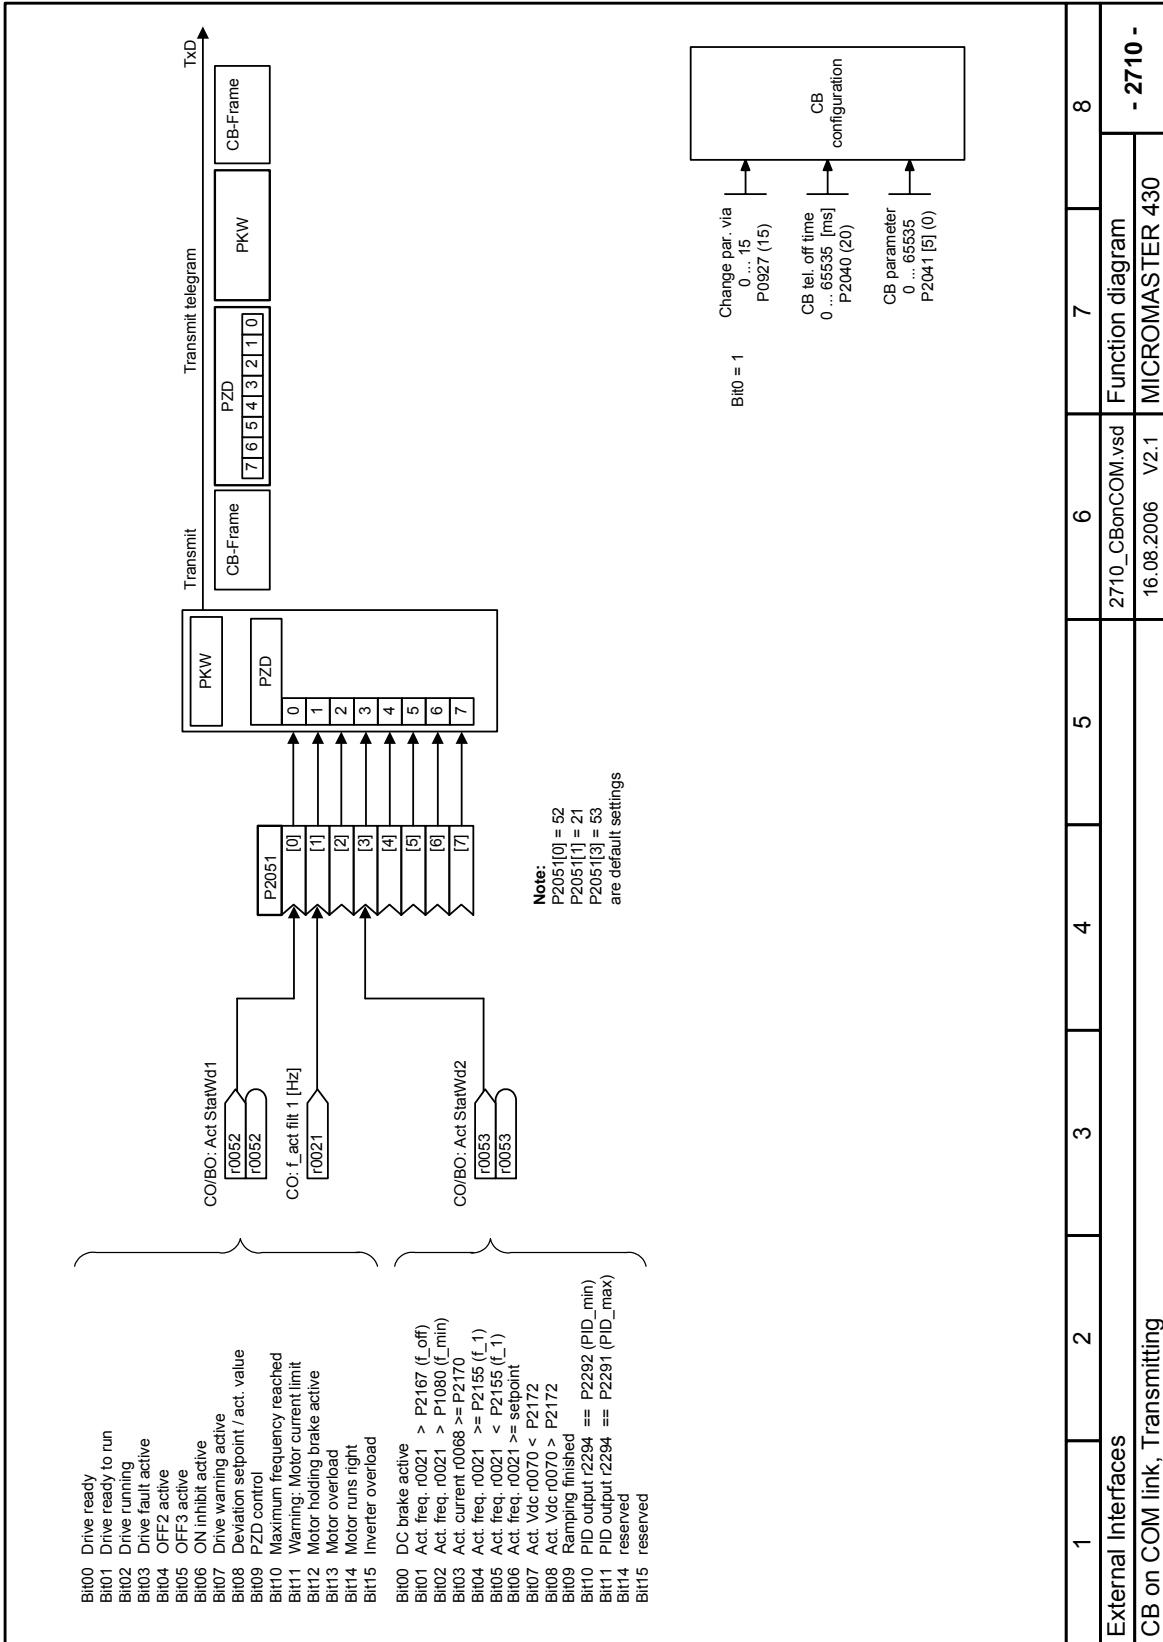 Bit00 Drive ready
Bit01 Drive ready to run
Bit02 Drive running
Bit03 Drive fault active
Bit04 OFF2 active
Bit05 OFF3 active
Bit06 ON inhibit active
Bit07 Drive warning active
Bit08 Deviation setpoint / act. value
Bit09 PZD control
Bit10 Maximum frequency reached
Bit11 Warning: Motor current limit
Bit12 Motor holding brake active
Bit13 Motor overload
Bit14 Motor runs right
Bit15 Inverter overload
Bit00 DC brake active
Bit01 Act. freq. r0021 > P2167 (f_off)
Bit02 Act. freq. r0021 > P1080 (f_min)
Bit03 Act. current r0068 >= P2170
Bit04 Act. freq. r0021 >= P2155 (f_1)
Bit05 Act. freq. r0021 < P2155 (f_1)
Bit06 Act. freq. r0021 >= setpoint
Bit07 Act. Vdc r0070 < P2172
Bit08 Act. Vdc r0070 > P2172
Bit09 Ramping finished
Bit10 PID output r2294 == P2292 (PID_min)
Bit11 PID output r2294 == P2291 (PID_max)
Bit14 reserved
Bit15 reserved
CO/BO: Act StatWd1
r0052
r0052
CO: f_act filt 1 [Hz]
r0021
CO/BO: Act StatWd2
r0053
r0053
P2051
[0]
[1]
[2]
[3]
[4]
[5]
[6]
[7]
Note:
P2051[0] = 52
P2051[1] = 21
P2051[3] = 53
are default settings
PKW
PZD
0
1
2
3
4
5
6
7
Transmit
Transmit telegram
TxD
CB-Frame
PZD
7 6 5 4 3 2 1 0
PKW
CB-Frame
Bit0 = 1
Change par. via
0 ... 15
P0927 (15)
CB tel. off time
0 ... 65535 [ms]
P2040 (20)
CB parameter
0 ... 65535
P2041 [5] (0)
CB
configuration
1 2 3 4 5 6 7 8
External Interfaces
2710_CBonCOM.vsd
Function diagram
- 2710 -
CB on COM link, Transmitting
16.08.2006 V2.1
MICROMASTER 430